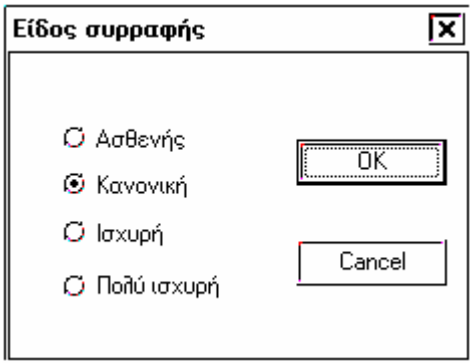 Είδος συρραφής
Ασθενής
Κανονική
Ισχυρή
Πολύ ισχυρή
OK
Cancel